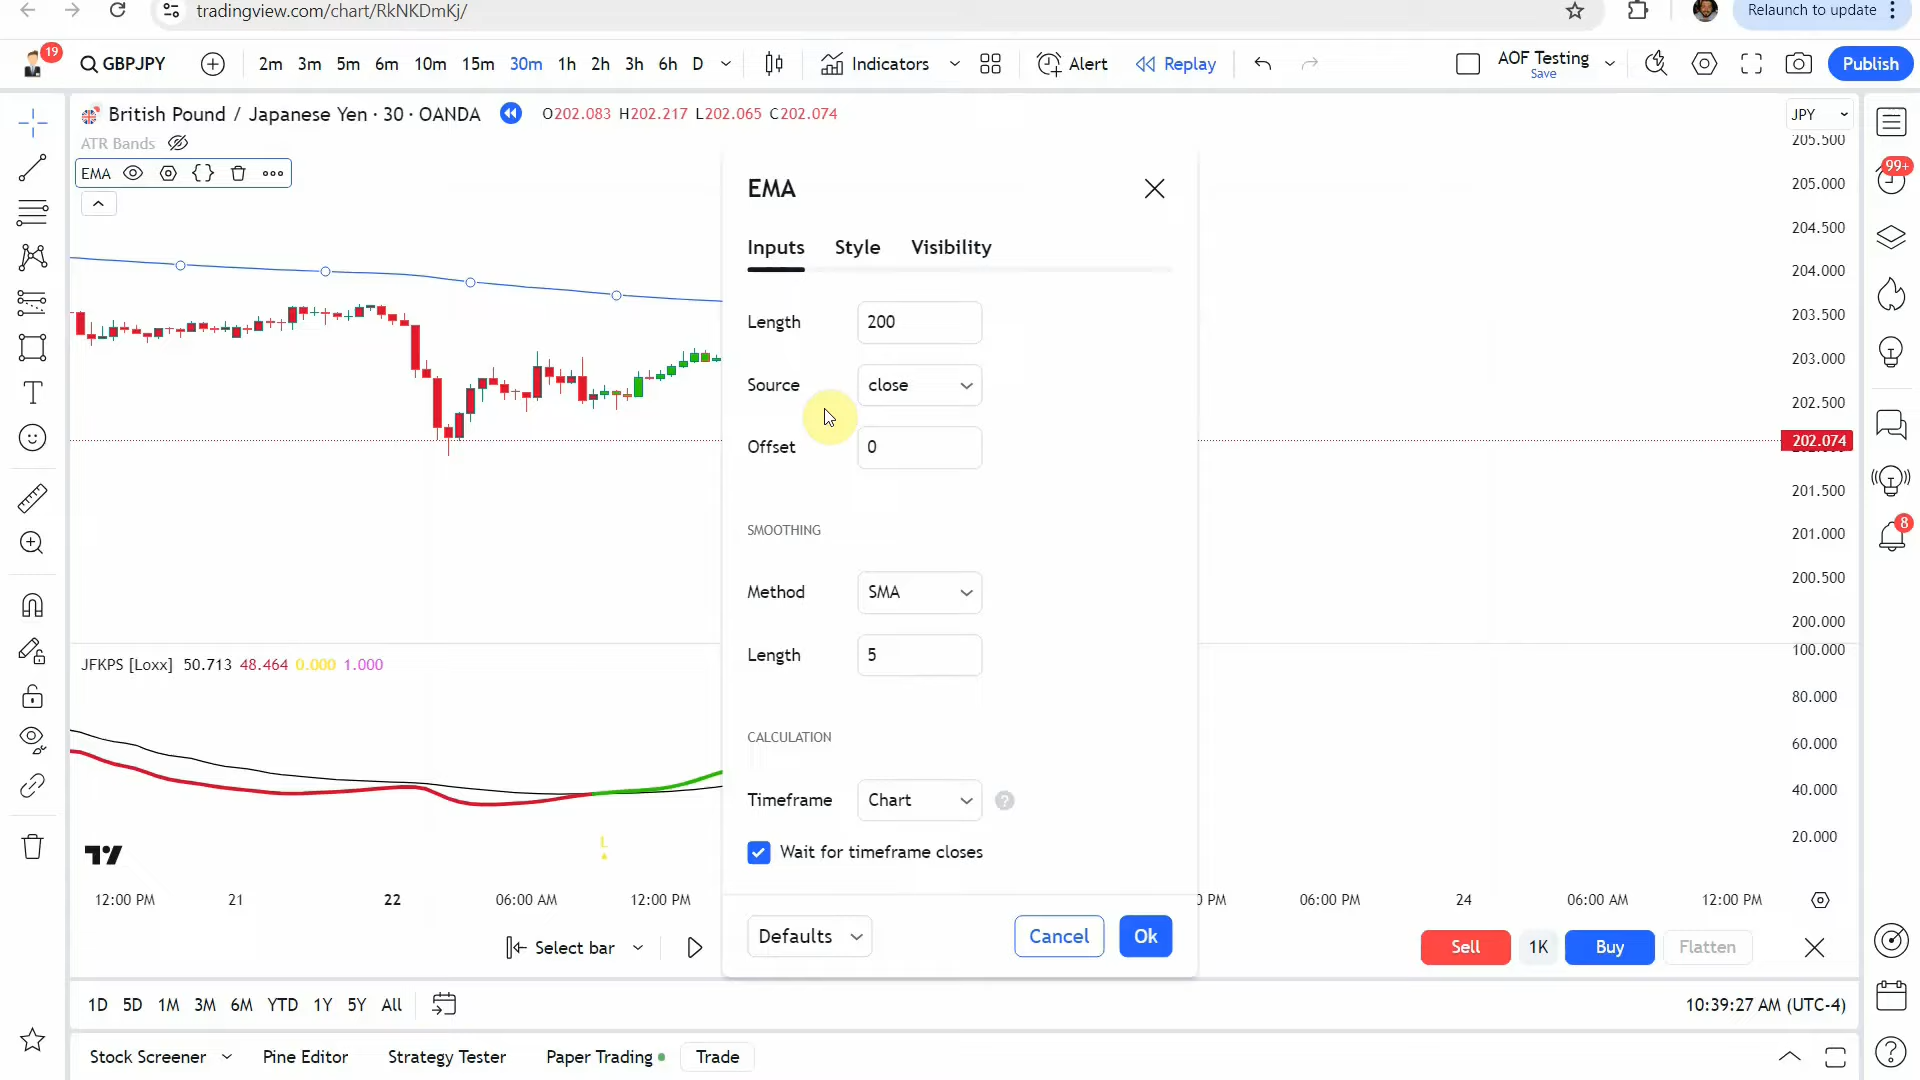 tradingview.com/chart/RkNKDmKj/
Relaunch to update
19
GBPJPY
2m 3m 5m 6m 10m 15m 30m 1h 2h 3h 6h D
Indicators
Alert
Replay
AOF Testing
Save
Publish
British Pound / Japanese Yen · 30 · OANDA
O202.083 H202.217 L202.065 C202.074
JPY
ATR Bands
EMA
205.500
205.000
204.500
204.000
203.500
203.000
202.500
202.074
201.500
201.000
200.500
200.000
99+
8
EMA
Inputs Style Visibility
Length 200
Source close
Offset 0
SMOOTHING
Method SMA
Length 5
CALCULATION
Timeframe Chart
?
Wait for timeframe closes
Defaults
Cancel
Ok
JFKPS [Loxx] 50.713 48.464 0.000 1.000
100.000
80.000
60.000
40.000
20.000
L
12:00 PM 21 22 06:00 AM 12:00 PM 0 PM 06:00 PM 24 06:00 AM 12:00 PM
Select bar
Sell 1K Buy Flatten
1D 5D 1M 3M 6M YTD 1Y 5Y All
10:39:27 AM (UTC-4)
Stock Screener Pine Editor Strategy Tester Paper Trading Trade